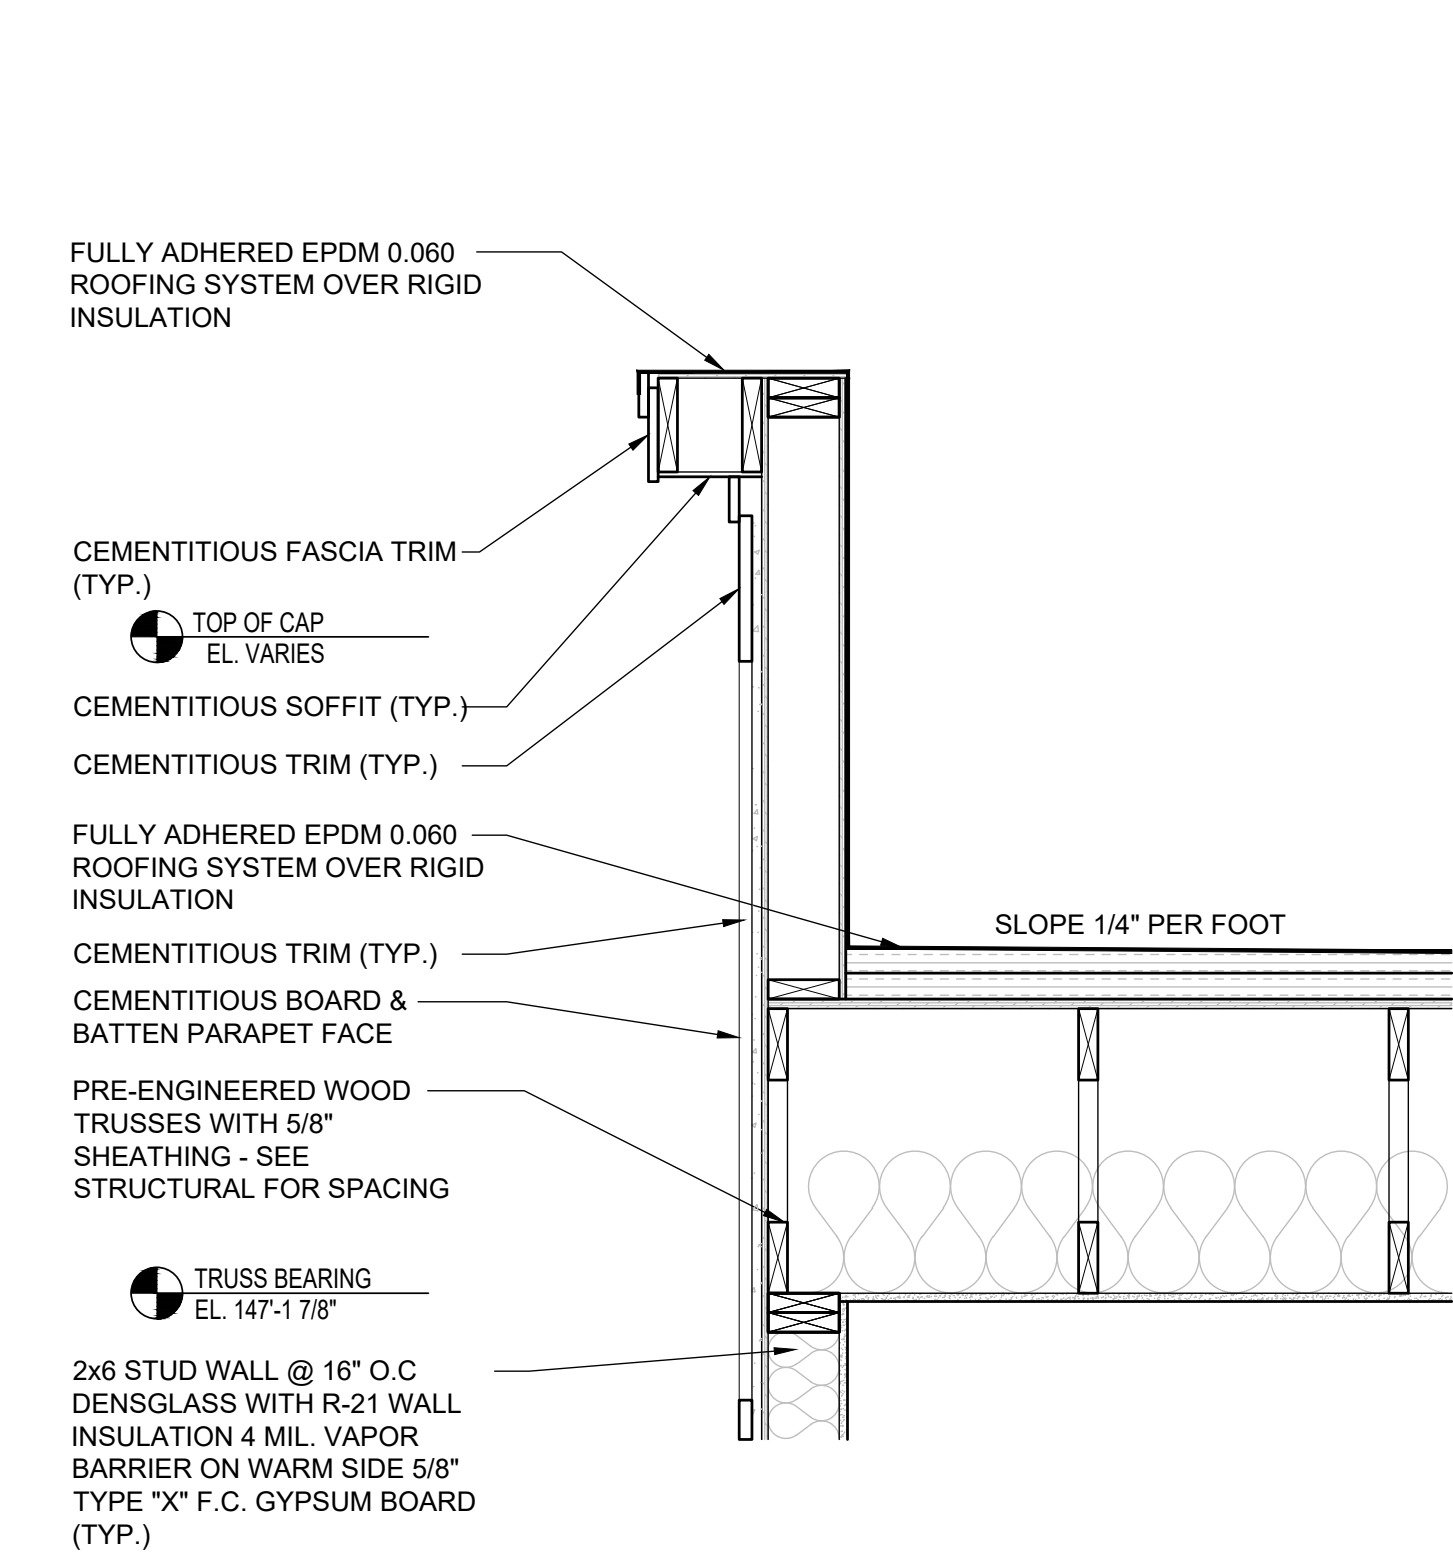 FULLY ADHERED EPDM 0.060
ROOFING SYSTEM OVER RIGID
INSULATION
CEMENTITIOUS FASCIA TRIM
(TYP.)
TOP OF CAP
EL. VARIES
CEMENTITIOUS SOFFIT (TYP.)
CEMENTITIOUS TRIM (TYP.)
FULLY ADHERED EPDM 0.060
ROOFING SYSTEM OVER RIGID
INSULATION
SLOPE 1/4" PER FOOT
CEMENTITIOUS TRIM (TYP.)
CEMENTITIOUS BOARD &
BATTEN PARAPET FACE
PRE-ENGINEERED WOOD
TRUSSES WITH 5/8"
SHEATHING - SEE
STRUCTURAL FOR SPACING
TRUSS BEARING
EL. 147'-1 7/8"
2x6 STUD WALL @ 16" O.C
DENSGLASS WITH R-21 WALL
INSULATION 4 MIL. VAPOR
BARRIER ON WARM SIDE 5/8"
TYPE "X" F.C. GYPSUM BOARD
(TYP.)